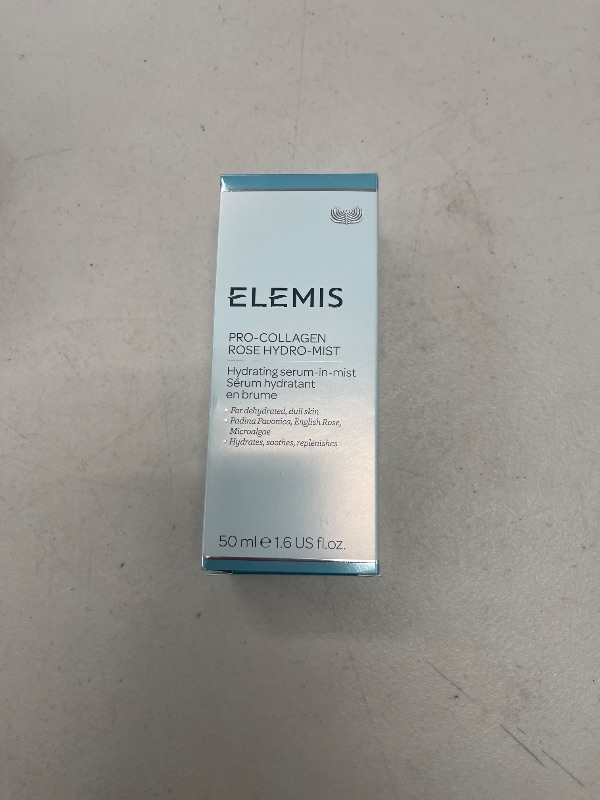 ELEMIS
PRO-COLLAGEN
ROSE HYDRO-MIST
Hydrating serum-in-mist
Sérum hydratant
en brume
• For dehydrated, dull skin
• Padina Pavonica, English Rose,
Microalgae
• Hydrates, soothes, replenishes
50 ml ℮ 1.6 US fl.oz.